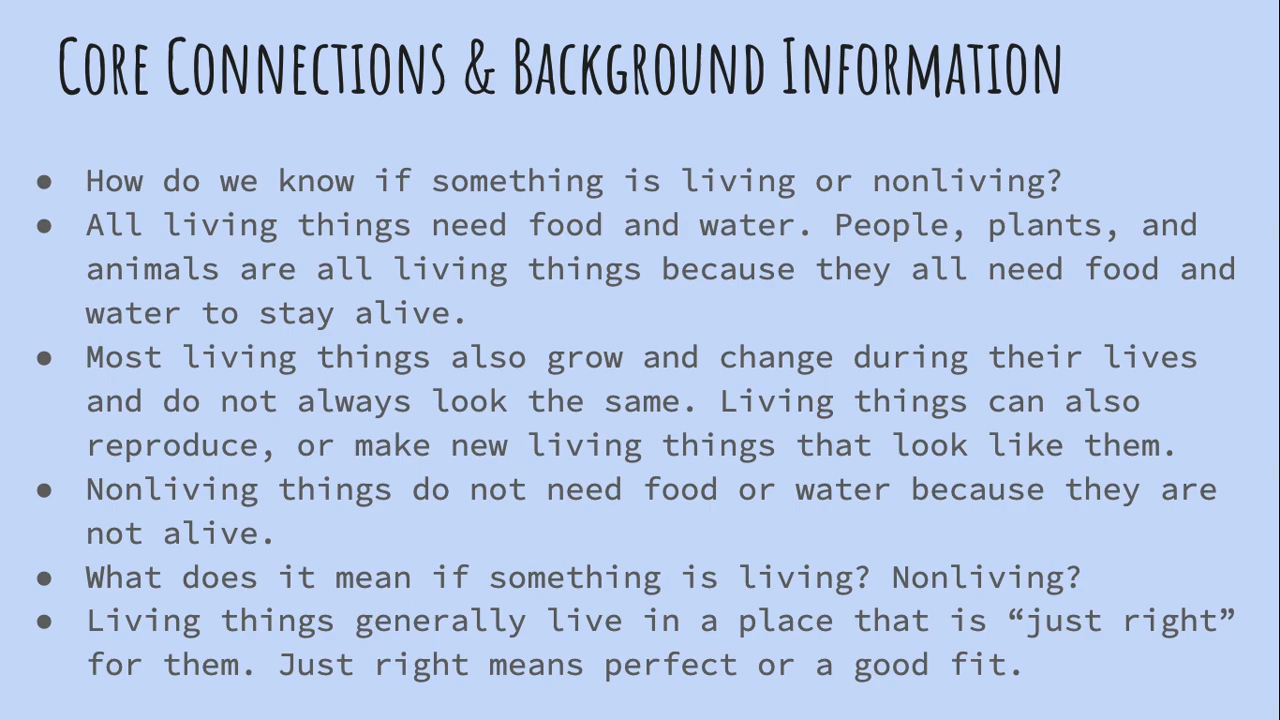 Core Connections & Background Information
● How do we know if something is living or nonliving?
● All living things need food and water. People, plants, and
animals are all living things because they all need food and
water to stay alive.
● Most living things also grow and change during their lives
and do not always look the same. Living things can also
reproduce, or make new living things that look like them.
● Nonliving things do not need food or water because they are
not alive.
● What does it mean if something is living? Nonliving?
● Living things generally live in a place that is “just right”
for them. Just right means perfect or a good fit.